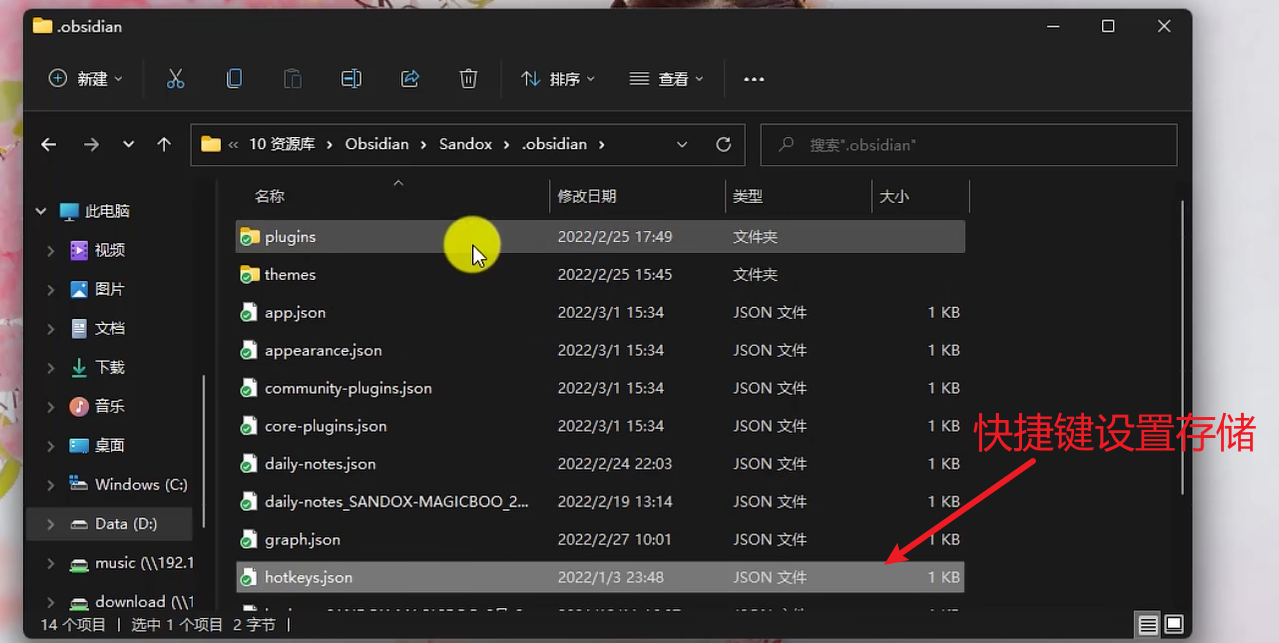 .obsidian
新建 排序 查看
« 10 资源库 › Obsidian › Sandox › .obsidian ›
搜索".obsidian"
名称 修改日期 类型 大小
此电脑
视频
图片
文档
下载
音乐
桌面
Windows (C:)
Data (D:)
music (\\192.1
download (\\1
plugins 2022/2/25 17:49 文件夹
themes 2022/2/25 15:45 文件夹
app.json 2022/3/1 15:34 JSON 文件 1 KB
appearance.json 2022/3/1 15:34 JSON 文件 1 KB
community-plugins.json 2022/3/1 15:34 JSON 文件 1 KB
core-plugins.json 2022/3/1 15:34 JSON 文件 1 KB
daily-notes.json 2022/2/24 22:03 JSON 文件 1 KB
daily-notes_SANDOX-MAGICBOO_2... 2022/2/19 13:14 JSON 文件 1 KB
graph.json 2022/2/27 10:01 JSON 文件 1 KB
hotkeys.json 2022/1/3 23:48 JSON 文件 1 KB
快捷键设置存储
14 个项目 | 选中 1 个项目 2 字节 |